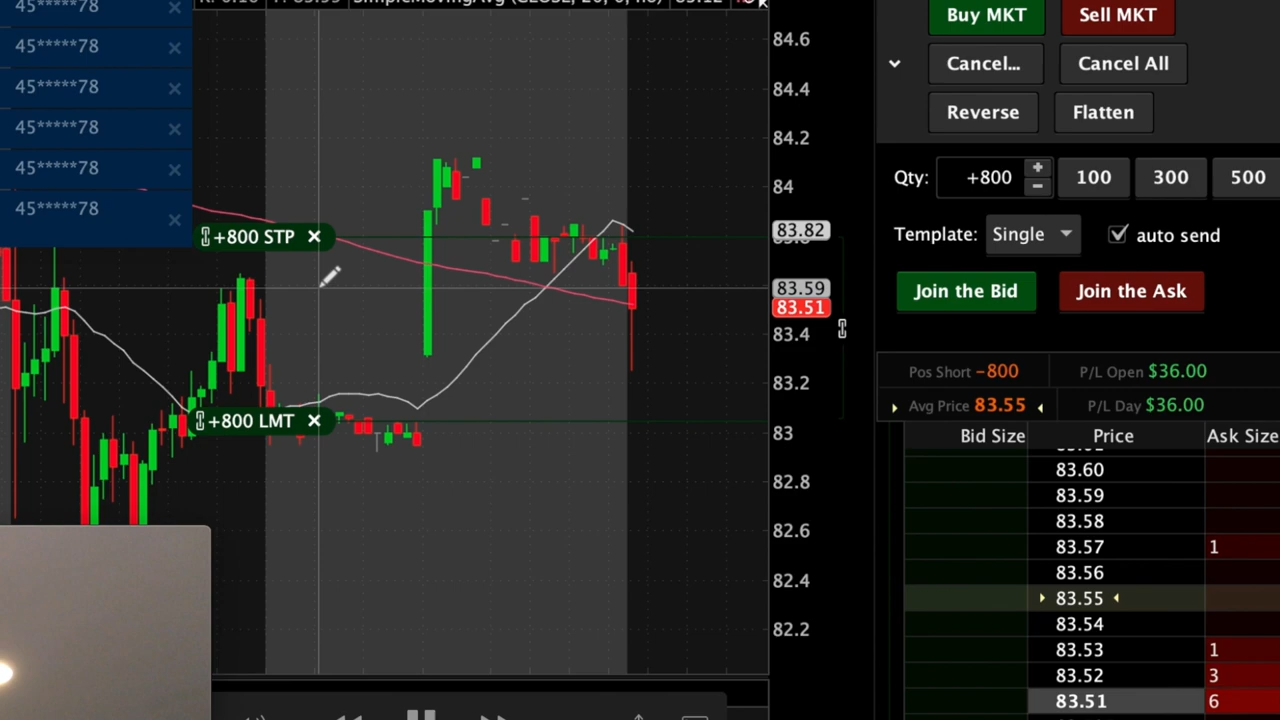 45*****78
45*****78
45*****78
45*****78
45*****78
45*****78
+800 STP
+800 LMT
84.6
84.4
84.2
84
83.82
83.59
83.51
83.4
83.2
83
82.8
82.6
82.4
82.2
Buy MKT Sell MKT
Cancel... Cancel All
Reverse Flatten
Qty: +800 100 300 500
Template: Single auto send
Join the Bid Join the Ask
Pos Short -800 P/L Open $36.00
Avg Price 83.55 P/L Day $36.00
Bid Size Price Ask Size
83.60
83.59
83.58
83.57 1
83.56
83.55
83.54
83.53 1
83.52 3
83.51 6